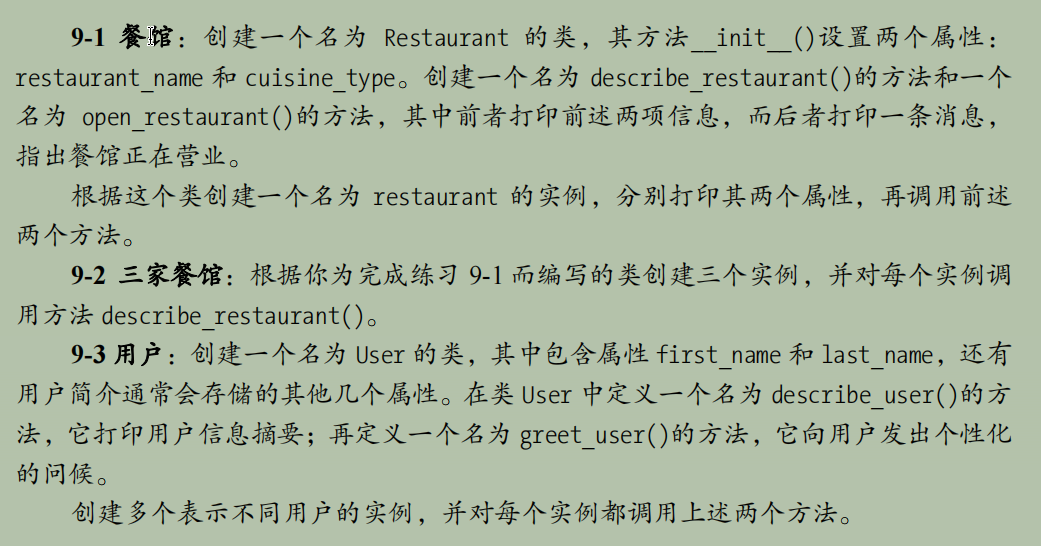 9-1 餐馆：创建一个名为 Restaurant 的类，其方法__init__()设置两个属性：
restaurant_name 和 cuisine_type。创建一个名为 describe_restaurant()的方法和一个
名为 open_restaurant()的方法，其中前者打印前述两项信息，而后者打印一条消息，
指出餐馆正在营业。
根据这个类创建一个名为 restaurant 的实例，分别打印其两个属性，再调用前述
两个方法。
9-2 三家餐馆：根据你为完成练习 9-1 而编写的类创建三个实例，并对每个实例调
用方法 describe_restaurant()。
9-3 用户：创建一个名为 User 的类，其中包含属性 first_name 和 last_name，还有
用户简介通常会存储的其他几个属性。在类 User 中定义一个名为 describe_user()的方
法，它打印用户信息摘要；再定义一个名为 greet_user()的方法，它向用户发出个性化
的问候。
创建多个表示不同用户的实例，并对每个实例都调用上述两个方法。